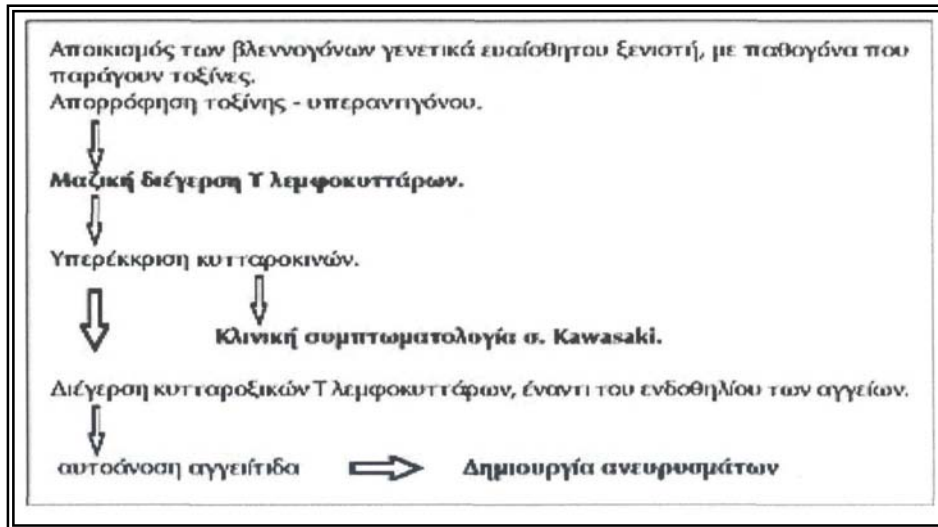 Αποικισμός των βλεννογόνων γενετικά ευαίσθητου ξενιστή, με παθογόνα που
παράγουν τοξίνες.
Απορρόφηση τοξίνης - υπεραντιγόνου.
Μαζική διέγερση Τ λεμφοκυττάρων.
Υπερέκκριση κυτταροκινών.
Κλινική συμπτωματολογία σ. Kawasaki.
Διέγερση κυτταροξικών Τ λεμφοκυττάρων, έναντι του ενδοθηλίου των αγγείων.
αυτοάνοση αγγειίτιδα Δημιουργία ανευρυσμάτων